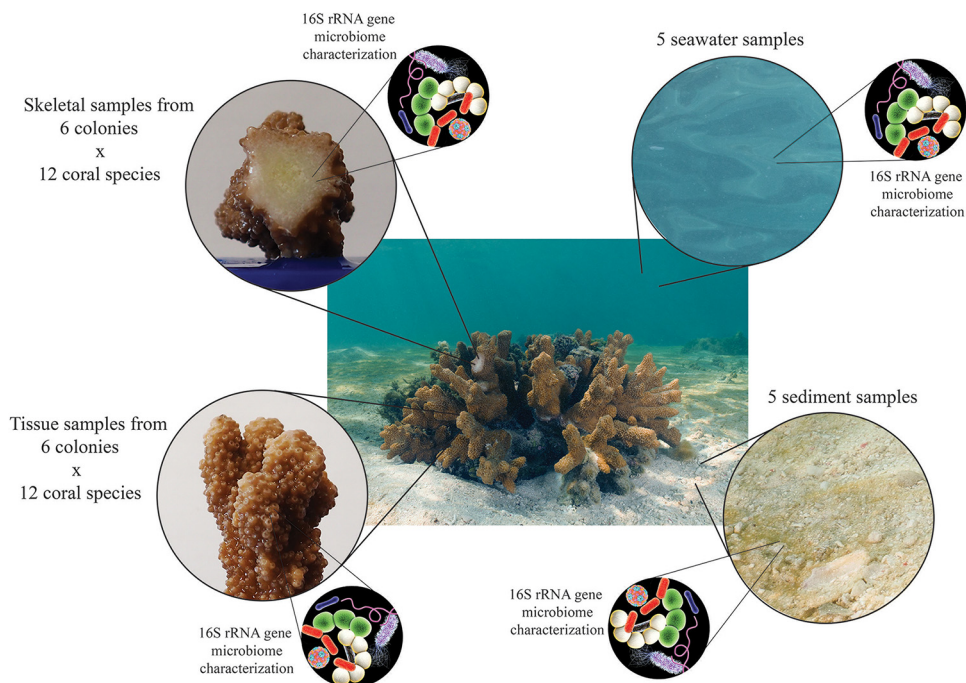 16S rRNA gene
microbiome
characterization
Skeletal samples from
6 colonies
x
12 coral species
5 seawater samples
16S rRNA gene
microbiome
characterization
Tissue samples from
6 colonies
x
12 coral species
16S rRNA gene
microbiome
characterization
5 sediment samples
16S rRNA gene
microbiome
characterization